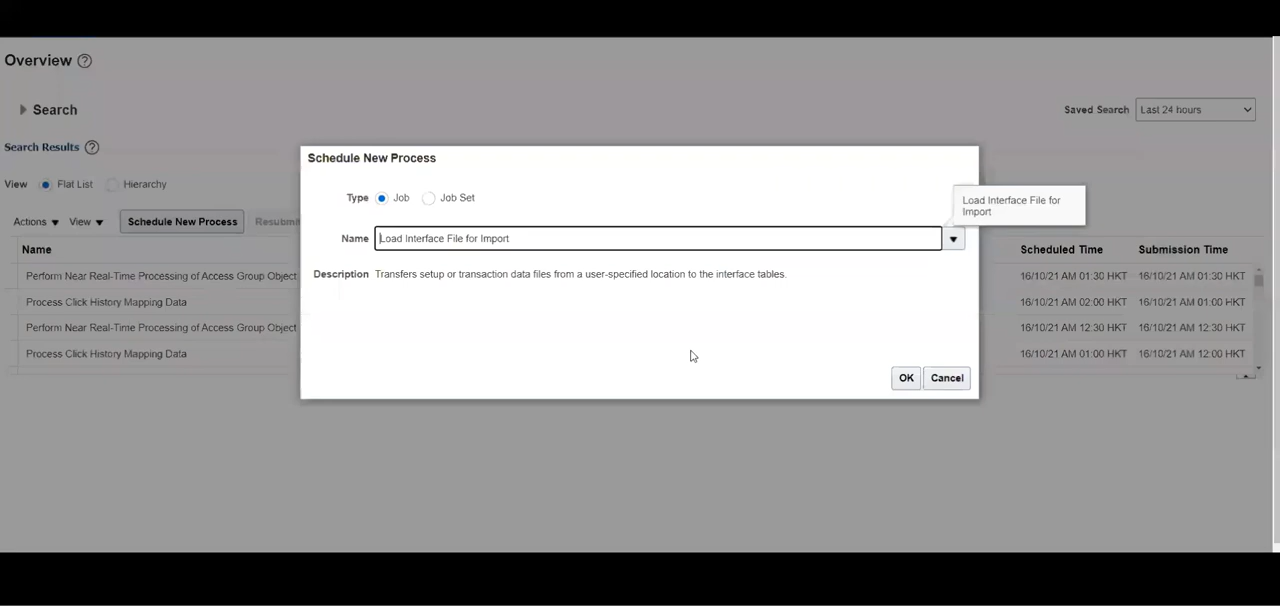 Overview
Search
Saved Search Last 24 hours
Search Results
View Flat List Hierarchy
Actions View Schedule New Process Resubmit
Name Scheduled Time Submission Time
Perform Near Real-Time Processing of Access Group Object 16/10/21 AM 01:30 HKT 16/10/21 AM 01:30 HKT
Process Click History Mapping Data 16/10/21 AM 02:00 HKT 16/10/21 AM 01:00 HKT
Perform Near Real-Time Processing of Access Group Object 16/10/21 AM 12:30 HKT 16/10/21 AM 12:30 HKT
Process Click History Mapping Data 16/10/21 AM 01:00 HKT 16/10/21 AM 12:00 HKT
Schedule New Process
Type Job Job Set
Name Load Interface File for Import
Load Interface File for
Import
Description Transfers setup or transaction data files from a user-specified location to the interface tables.
OK Cancel